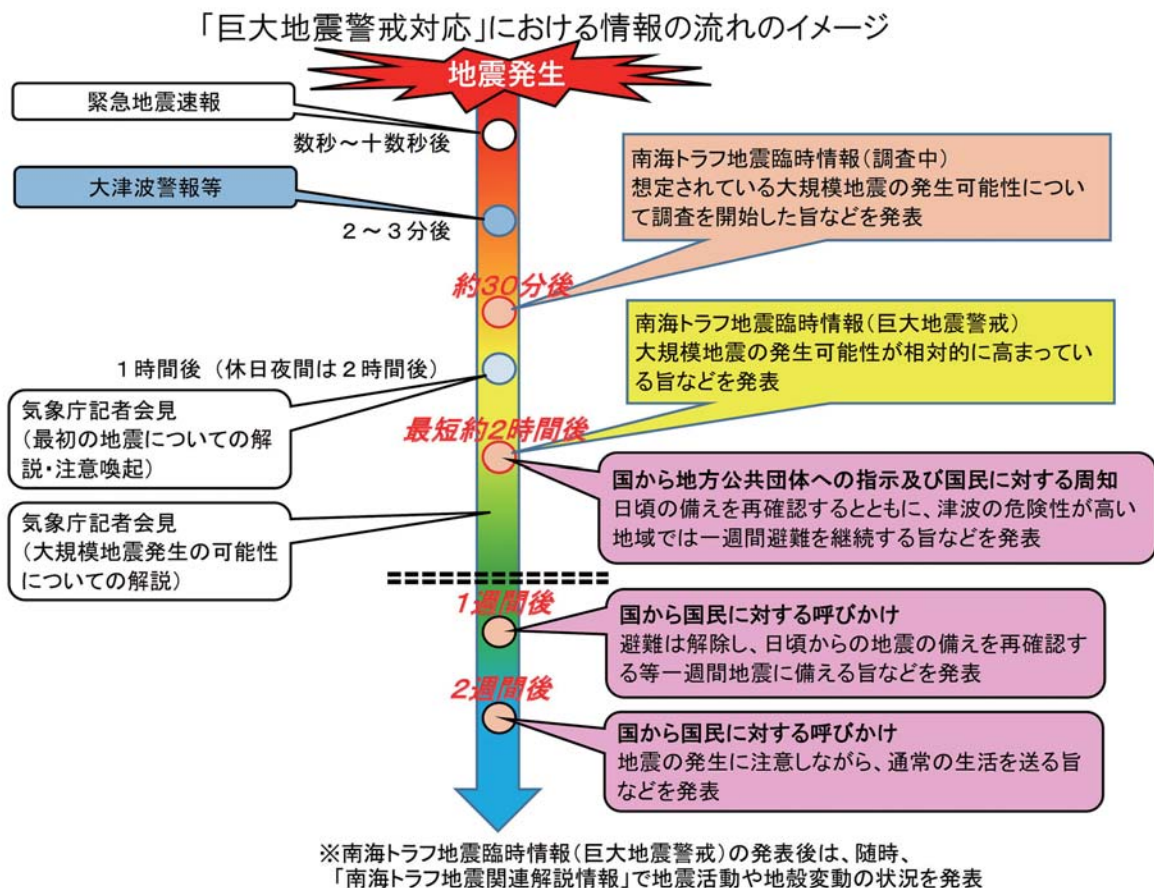 「巨大地震警戒対応」における情報の流れのイメージ
地震発生
緊急地震速報
数秒～十数秒後
大津波警報等
２～３分後
南海トラフ地震臨時情報（調査中）
想定されている大規模地震の発生可能性につい
て調査を開始した旨などを発表
約30分後
南海トラフ地震臨時情報（巨大地震警戒）
大規模地震の発生可能性が相対的に高まってい
る旨などを発表
１時間後（休日夜間は２時間後）
気象庁記者会見
（最初の地震についての解
説・注意喚起）
最短約2時間後
国から地方公共団体への指示及び国民に対する周知
日頃の備えを再確認するとともに、津波の危険性が高い
地域では一週間避難を継続する旨などを発表
気象庁記者会見
（大規模地震発生の可能性
についての解説）
1週間後
国から国民に対する呼びかけ
避難は解除し、日頃からの地震の備えを再確認す
る等一週間地震に備える旨などを発表
2週間後
国から国民に対する呼びかけ
地震の発生に注意しながら、通常の生活を送る旨
などを発表
※南海トラフ地震臨時情報（巨大地震警戒）の発表後は、随時、
「南海トラフ地震関連解説情報」で地震活動や地殻変動の状況を発表